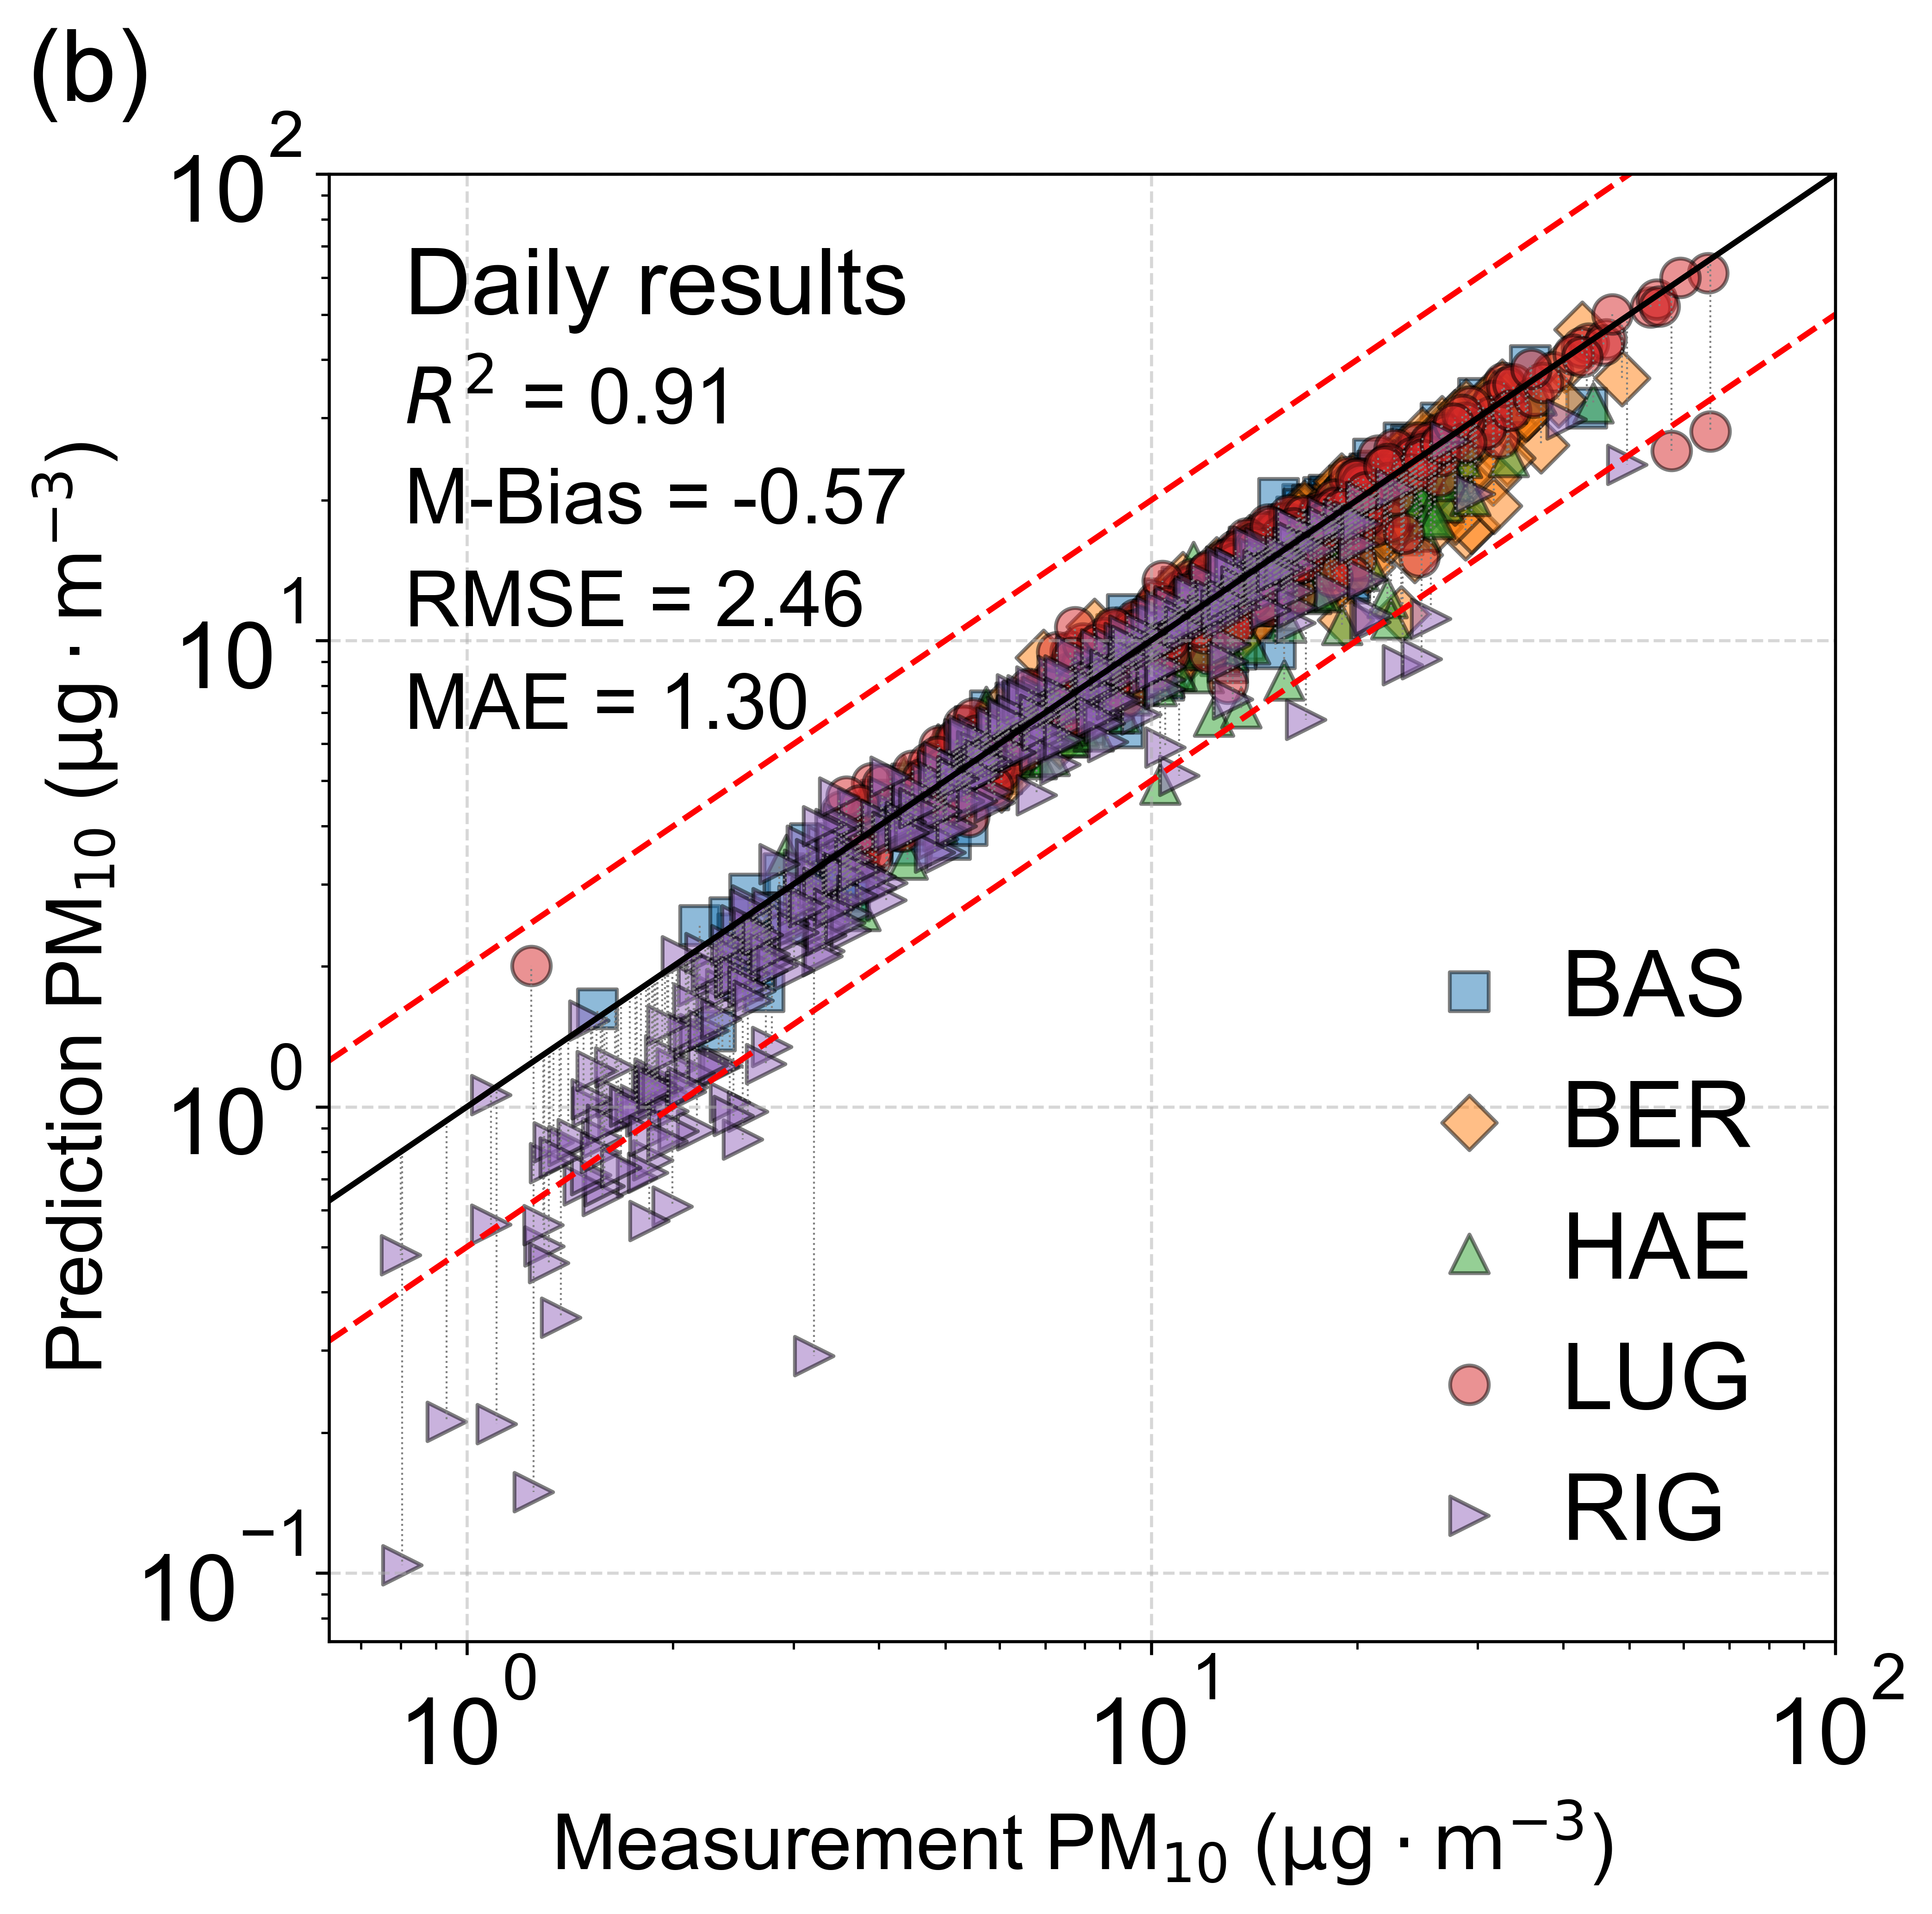 (b)
10²
10¹
10⁰
10⁻¹
Prediction PM₁₀ (µg · m⁻³)
Daily results
R² = 0.91
M-Bias = -0.57
RMSE = 2.46
MAE = 1.30
BAS
BER
HAE
LUG
RIG
10⁰ 10¹ 10²
Measurement PM₁₀ (µg · m⁻³)